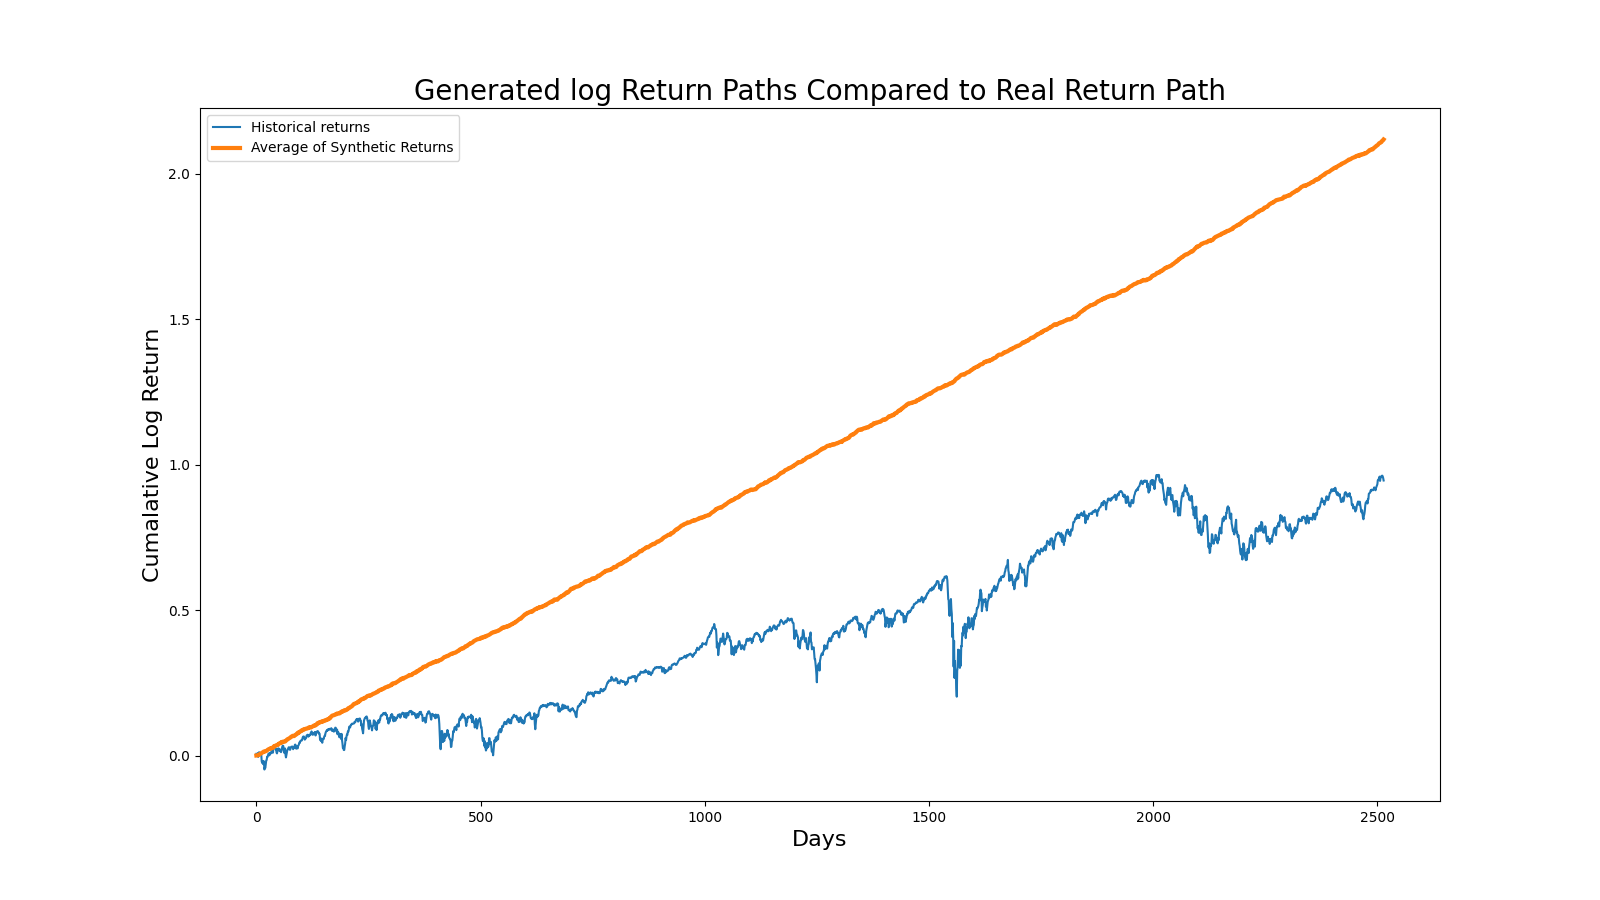 Generated log Return Paths Compared to Real Return Path
Historical returns
Average of Synthetic Returns
Cumalative Log Return
2.0
1.5
1.0
0.5
0.0
0 500 1000 1500 2000 2500
Days